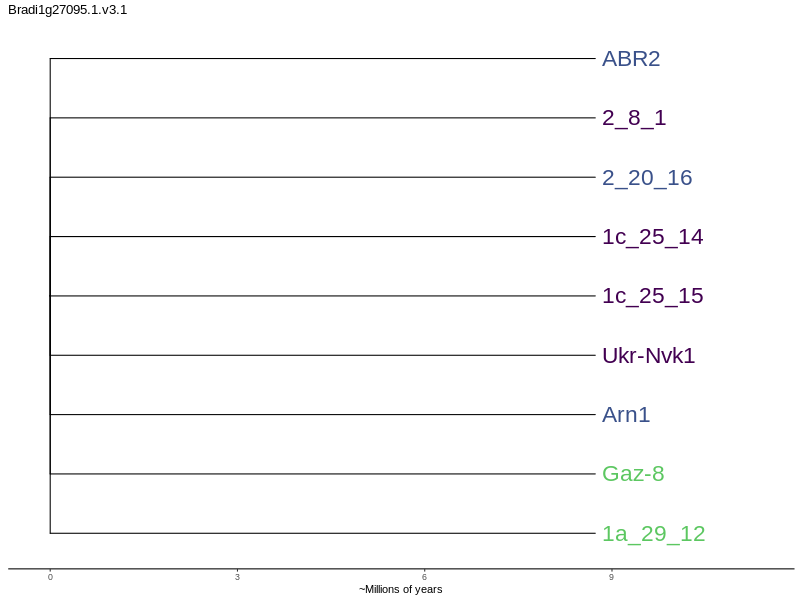 Bradi1g27095.1.v3.1
ABR2
2_8_1
2_20_16
1c_25_14
1c_25_15
Ukr-Nvk1
Arn1
Gaz-8
1a_29_12
0 3 6 9
~Millions of years